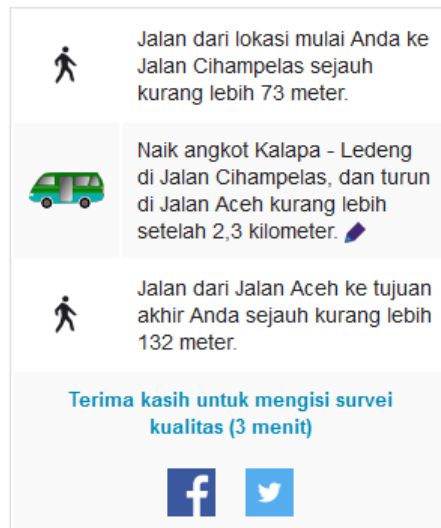 Jalan dari lokasi mulai Anda ke
Jalan Cihampelas sejauh
kurang lebih 73 meter.
Naik angkot Kalapa - Ledeng
di Jalan Cihampelas, dan turun
di Jalan Aceh kurang lebih
setelah 2,3 kilometer.
Jalan dari Jalan Aceh ke tujuan
akhir Anda sejauh kurang lebih
132 meter.
Terima kasih untuk mengisi survei
kualitas (3 menit)